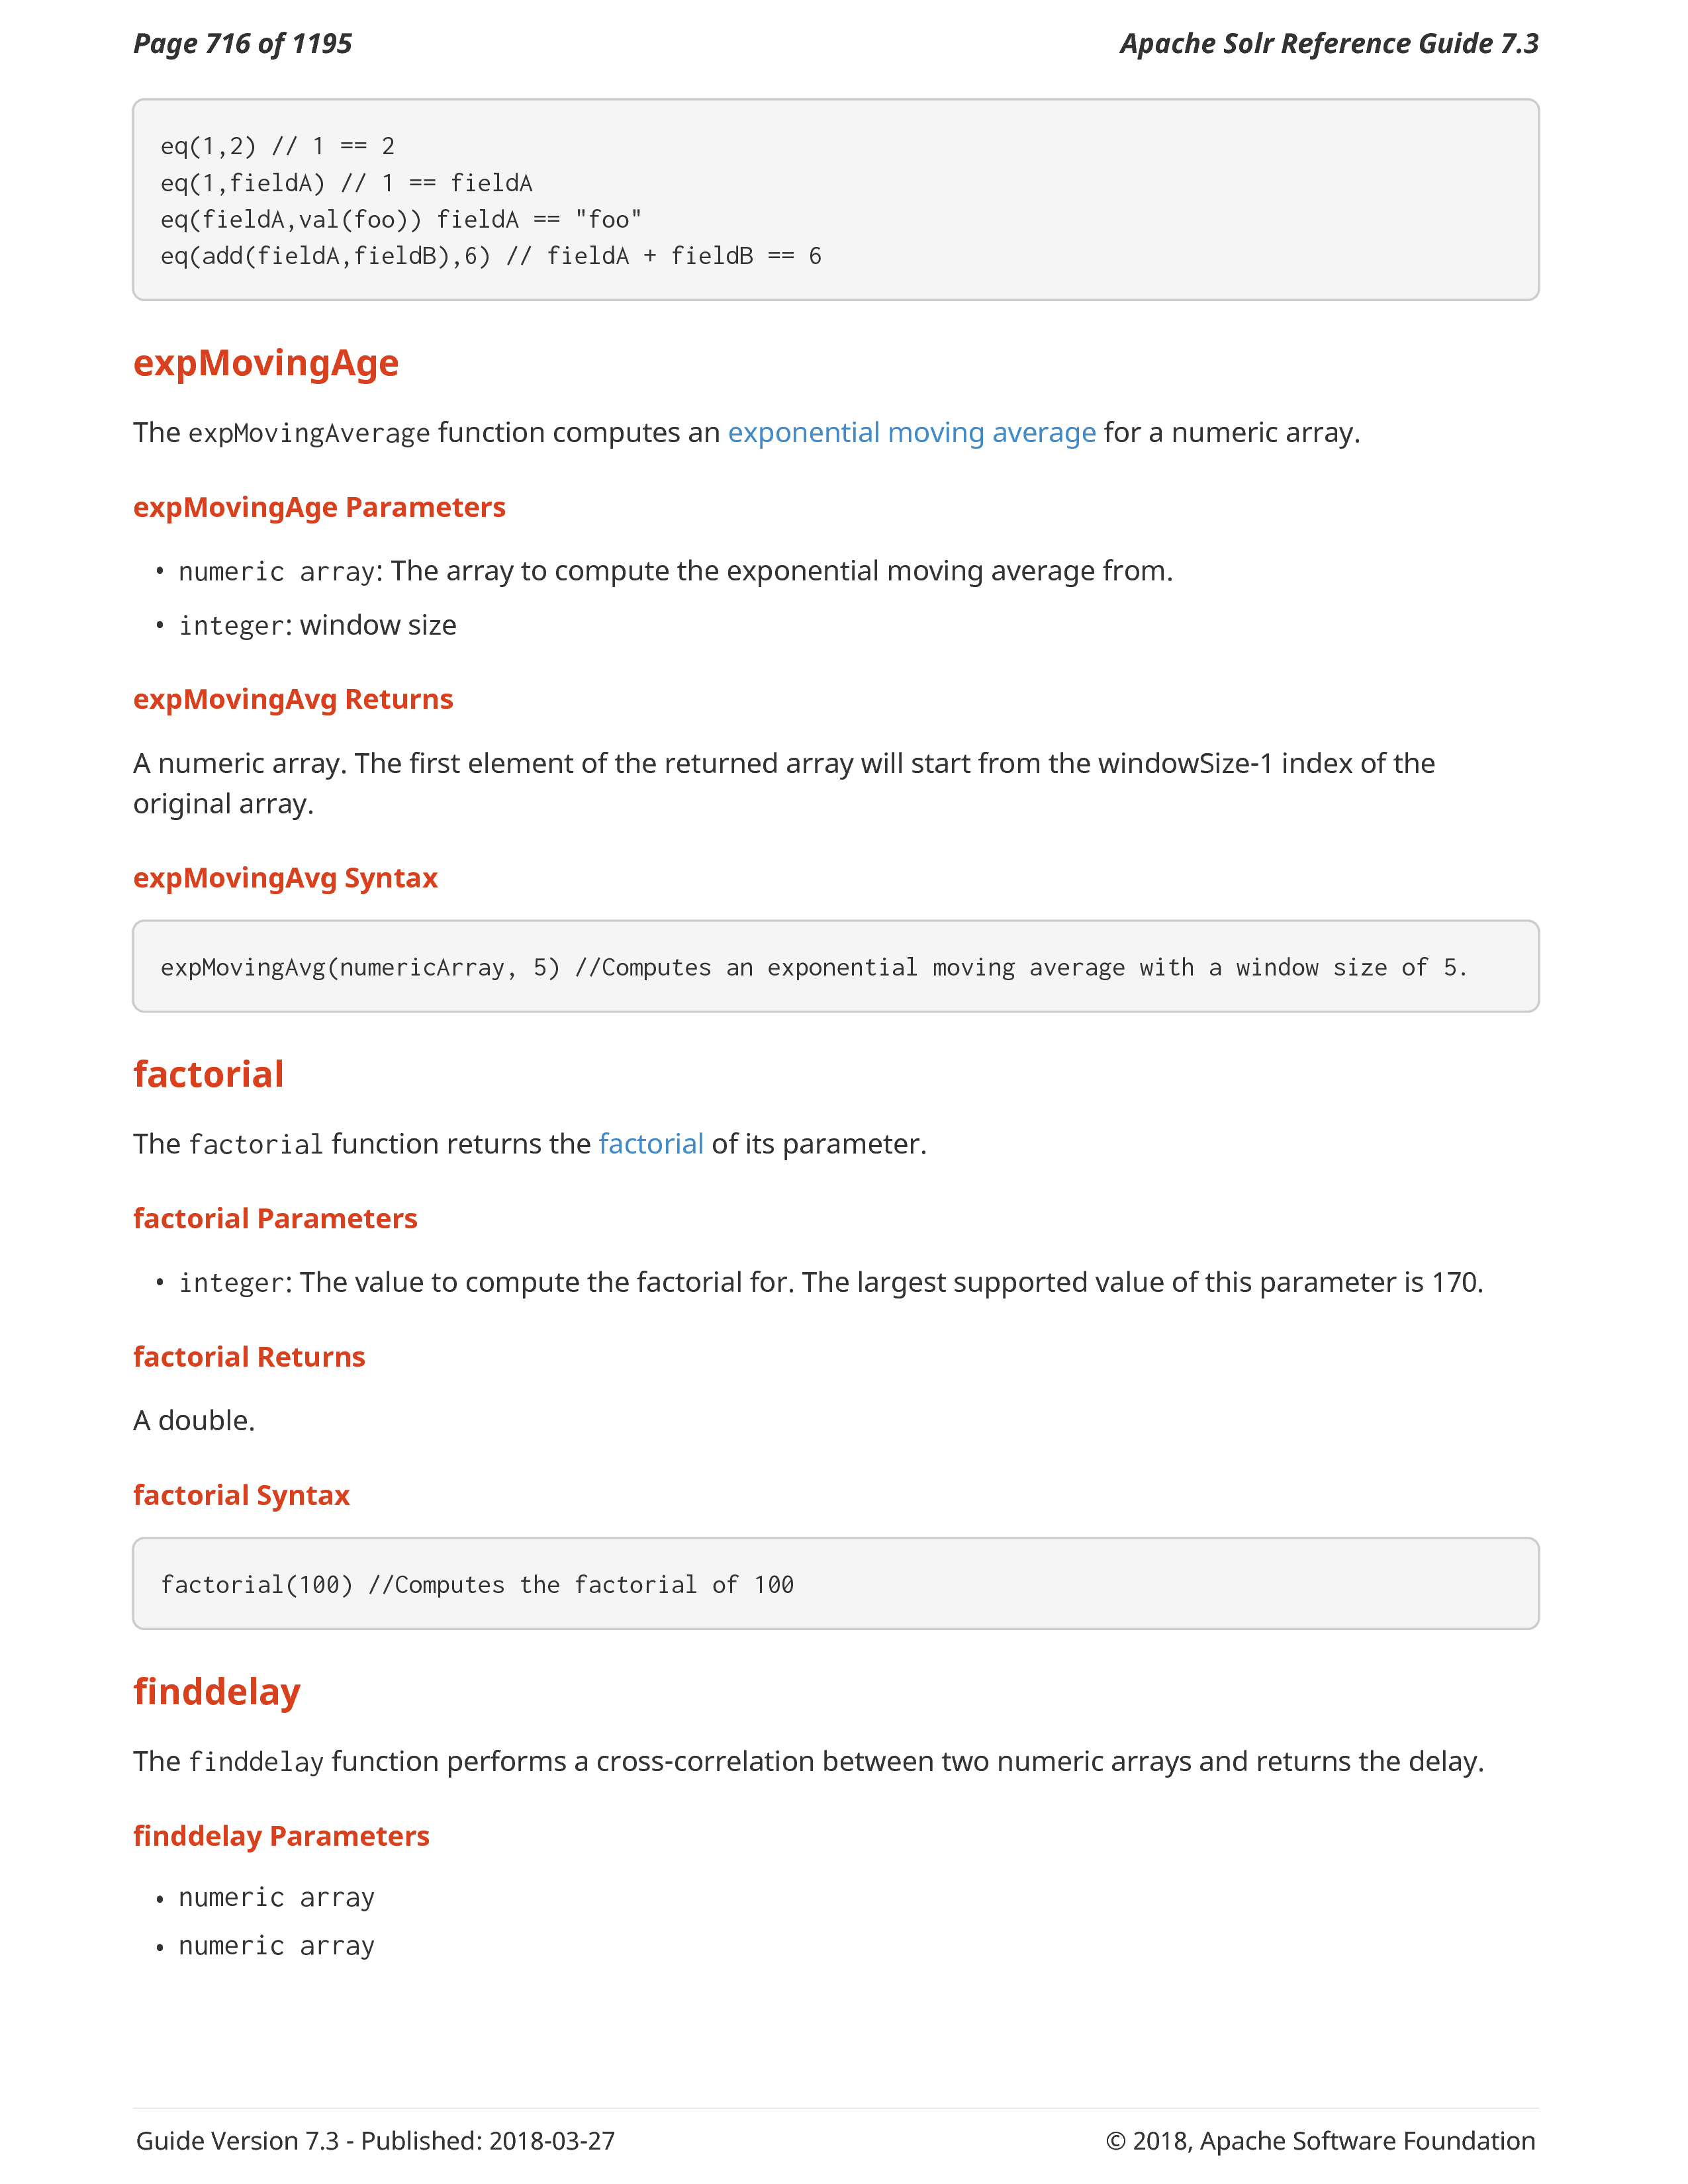 Page 716 of 1195
Apache Solr Reference Guide 7.3
eq(1,2) // 1 == 2
eq(1,fieldA) // 1 == fieldA
eq(fieldA,val(foo)) fieldA == "foo"
eq(add(fieldA,fieldB),6) // fieldA + fieldB == 6
expMovingAge
The expMovingAverage function computes an exponential moving average for a numeric array.
expMovingAge Parameters
• numeric array: The array to compute the exponential moving average from.
• integer: window size
expMovingAvg Returns
A numeric array. The first element of the returned array will start from the windowSize-1 index of the
original array.
expMovingAvg Syntax
expMovingAvg(numericArray, 5) //Computes an exponential moving average with a window size of 5.
factorial
The factorial function returns the factorial of its parameter.
factorial Parameters
• integer: The value to compute the factorial for. The largest supported value of this parameter is 170.
factorial Returns
A double.
factorial Syntax
factorial(100) //Computes the factorial of 100
finddelay
The finddelay function performs a cross-correlation between two numeric arrays and returns the delay.
finddelay Parameters
• numeric array
• numeric array
Guide Version 7.3 - Published: 2018-03-27
© 2018, Apache Software Foundation